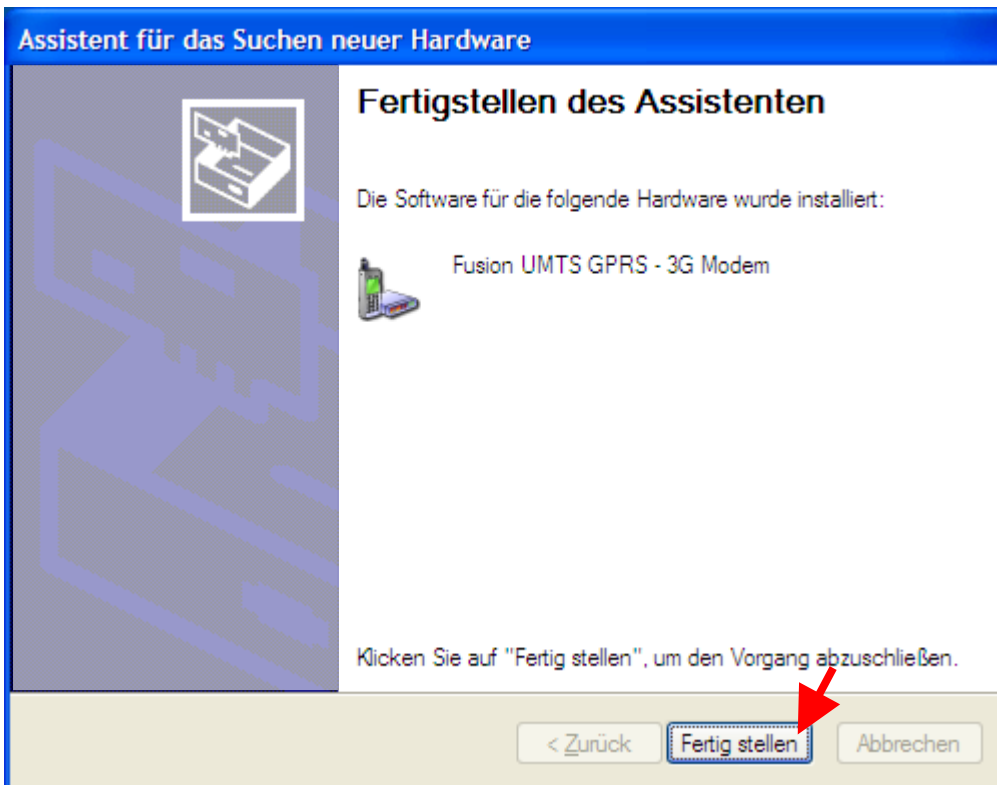 Assistent für das Suchen neuer Hardware
Fertigstellen des Assistenten
Die Software für die folgende Hardware wurde installiert:
Fusion UMTS GPRS - 3G Modem
Klicken Sie auf "Fertig stellen", um den Vorgang abzuschließen.
< Zurück Fertig stellen Abbrechen